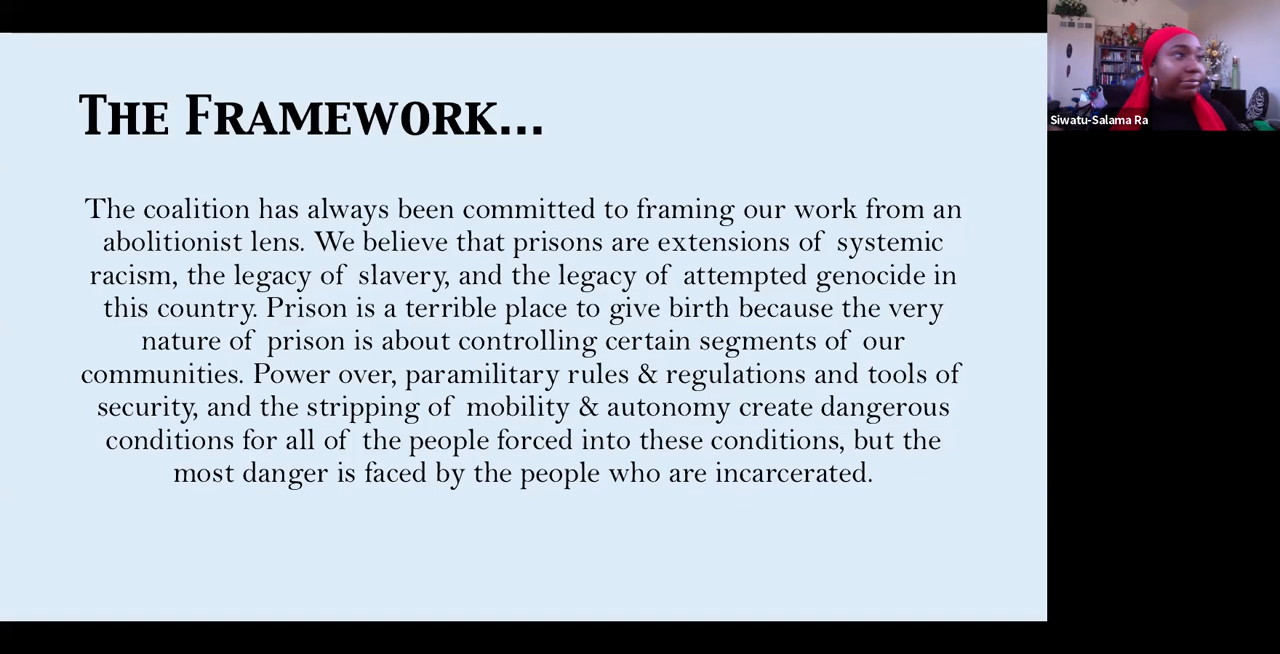 THE FRAMEWORK...
The coalition has always been committed to framing our work from an
abolitionist lens. We believe that prisons are extensions of systemic
racism, the legacy of slavery, and the legacy of attempted genocide in
this country. Prison is a terrible place to give birth because the very
nature of prison is about controlling certain segments of our
communities. Power over, paramilitary rules & regulations and tools of
security, and the stripping of mobility & autonomy create dangerous
conditions for all of the people forced into these conditions, but the
most danger is faced by the people who are incarcerated.
Siwatu-Salama Ra